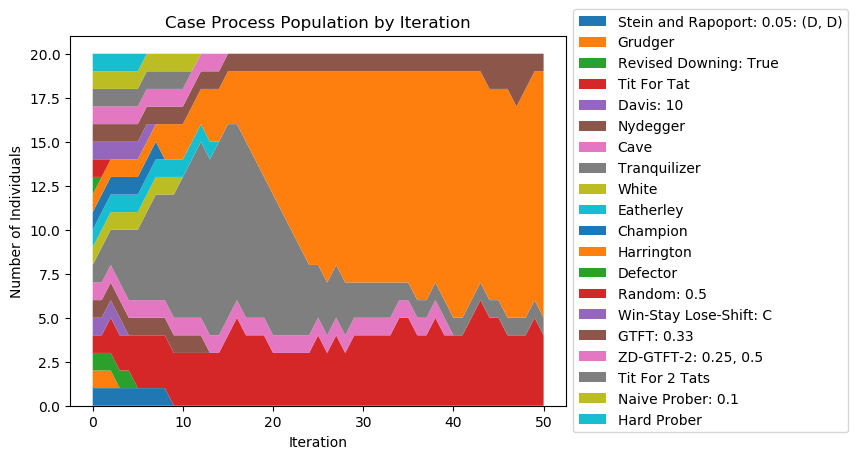 Case Process Population by Iteration
20.0
17.5
15.0
12.5
10.0
7.5
5.0
2.5
0.0
Number of Individuals
0 10 20 30 40 50
Iteration
Stein and Rapoport: 0.05: (D, D)
Grudger
Revised Downing: True
Tit For Tat
Davis: 10
Nydegger
Cave
Tranquilizer
White
Eatherley
Champion
Harrington
Defector
Random: 0.5
Win-Stay Lose-Shift: C
GTFT: 0.33
ZD-GTFT-2: 0.25, 0.5
Tit For 2 Tats
Naive Prober: 0.1
Hard Prober